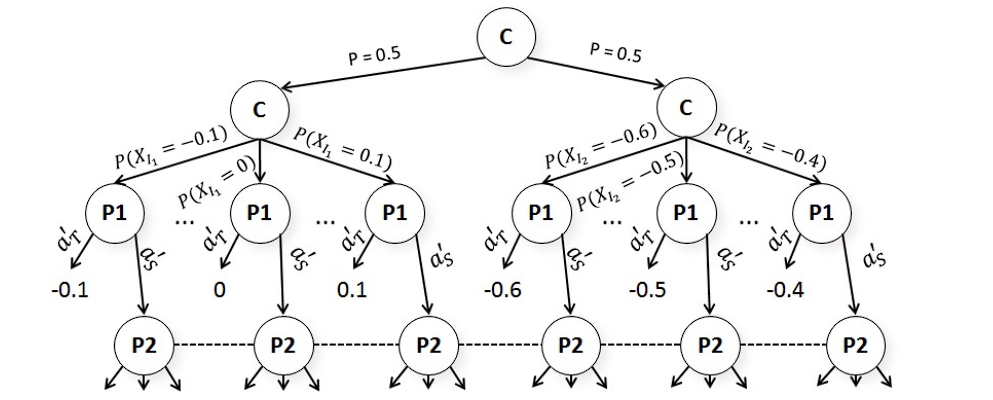 C
P = 0.5
P = 0.5
C
C
P(X_{I_1} = −0.1)
P(X_{I_1} = 0)
P(X_{I_1} = 0.1)
P(X_{I_2} = −0.6)
P(X_{I_2} = −0.5)
P(X_{I_2} = −0.4)
P1 ... P1 ... P1 P1 ... P1 ... P1
a'_T a'_S a'_T a'_S a'_T a'_S a'_T a'_S a'_T a'_S a'_T a'_S
-0.1 0 0.1 -0.6 -0.5 -0.4
P2 P2 P2 P2 P2 P2